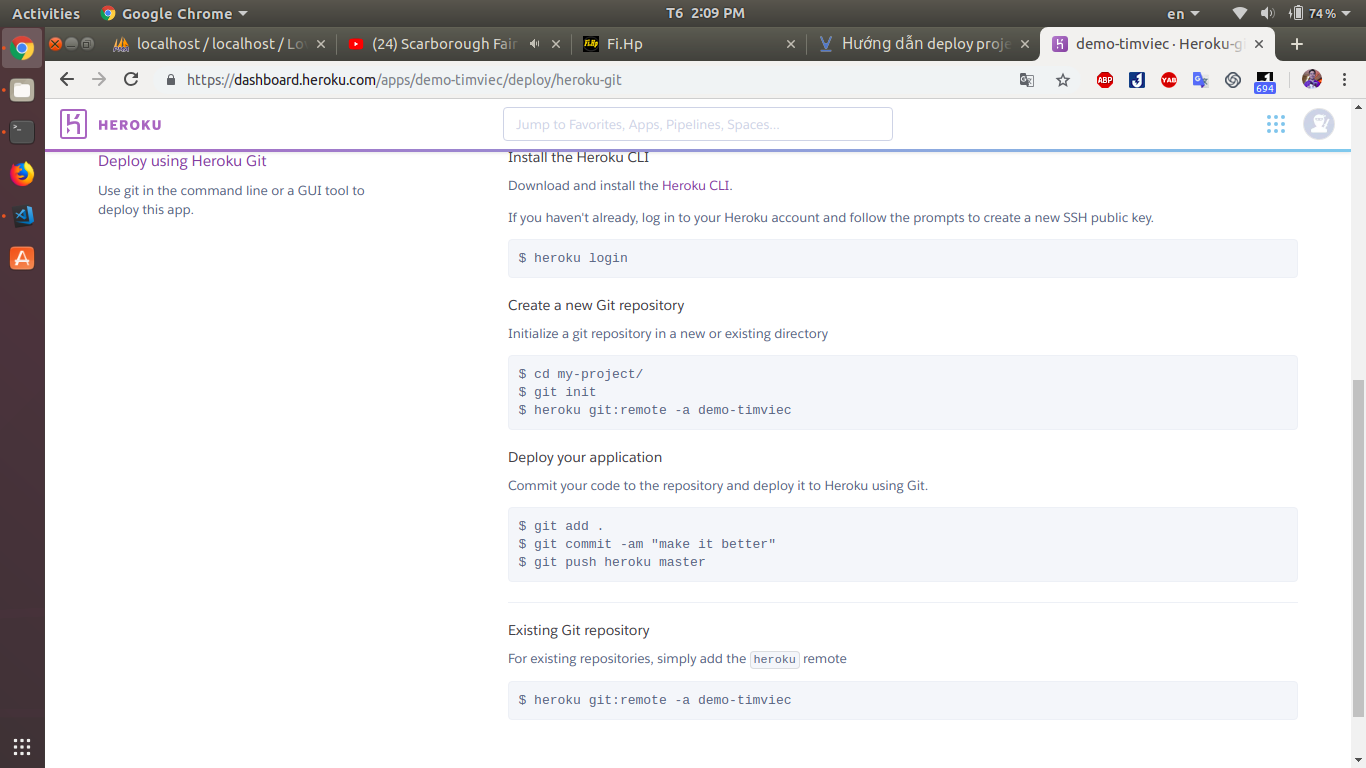 Activities
Google Chrome
T6 2:09 PM
en
74 %
localhost / localhost / Lo
(24) Scarborough Fair
Fi.Hp
Fi.Hp
Hướng dẫn deploy proje
demo-timviec · Heroku-gi
https://dashboard.heroku.com/apps/demo-timviec/deploy/heroku-git
ABP
YAB
694
HEROKU
Jump to Favorites, Apps, Pipelines, Spaces...
Deploy using Heroku Git
Use git in the command line or a GUI tool to
deploy this app.
Install the Heroku CLI
Download and install the Heroku CLI.
If you haven't already, log in to your Heroku account and follow the prompts to create a new SSH public key.
$ heroku login
Create a new Git repository
Initialize a git repository in a new or existing directory
$ cd my-project/
$ git init
$ heroku git:remote -a demo-timviec
Deploy your application
Commit your code to the repository and deploy it to Heroku using Git.
$ git add .
$ git commit -am "make it better"
$ git push heroku master
Existing Git repository
For existing repositories, simply add the heroku remote
$ heroku git:remote -a demo-timviec